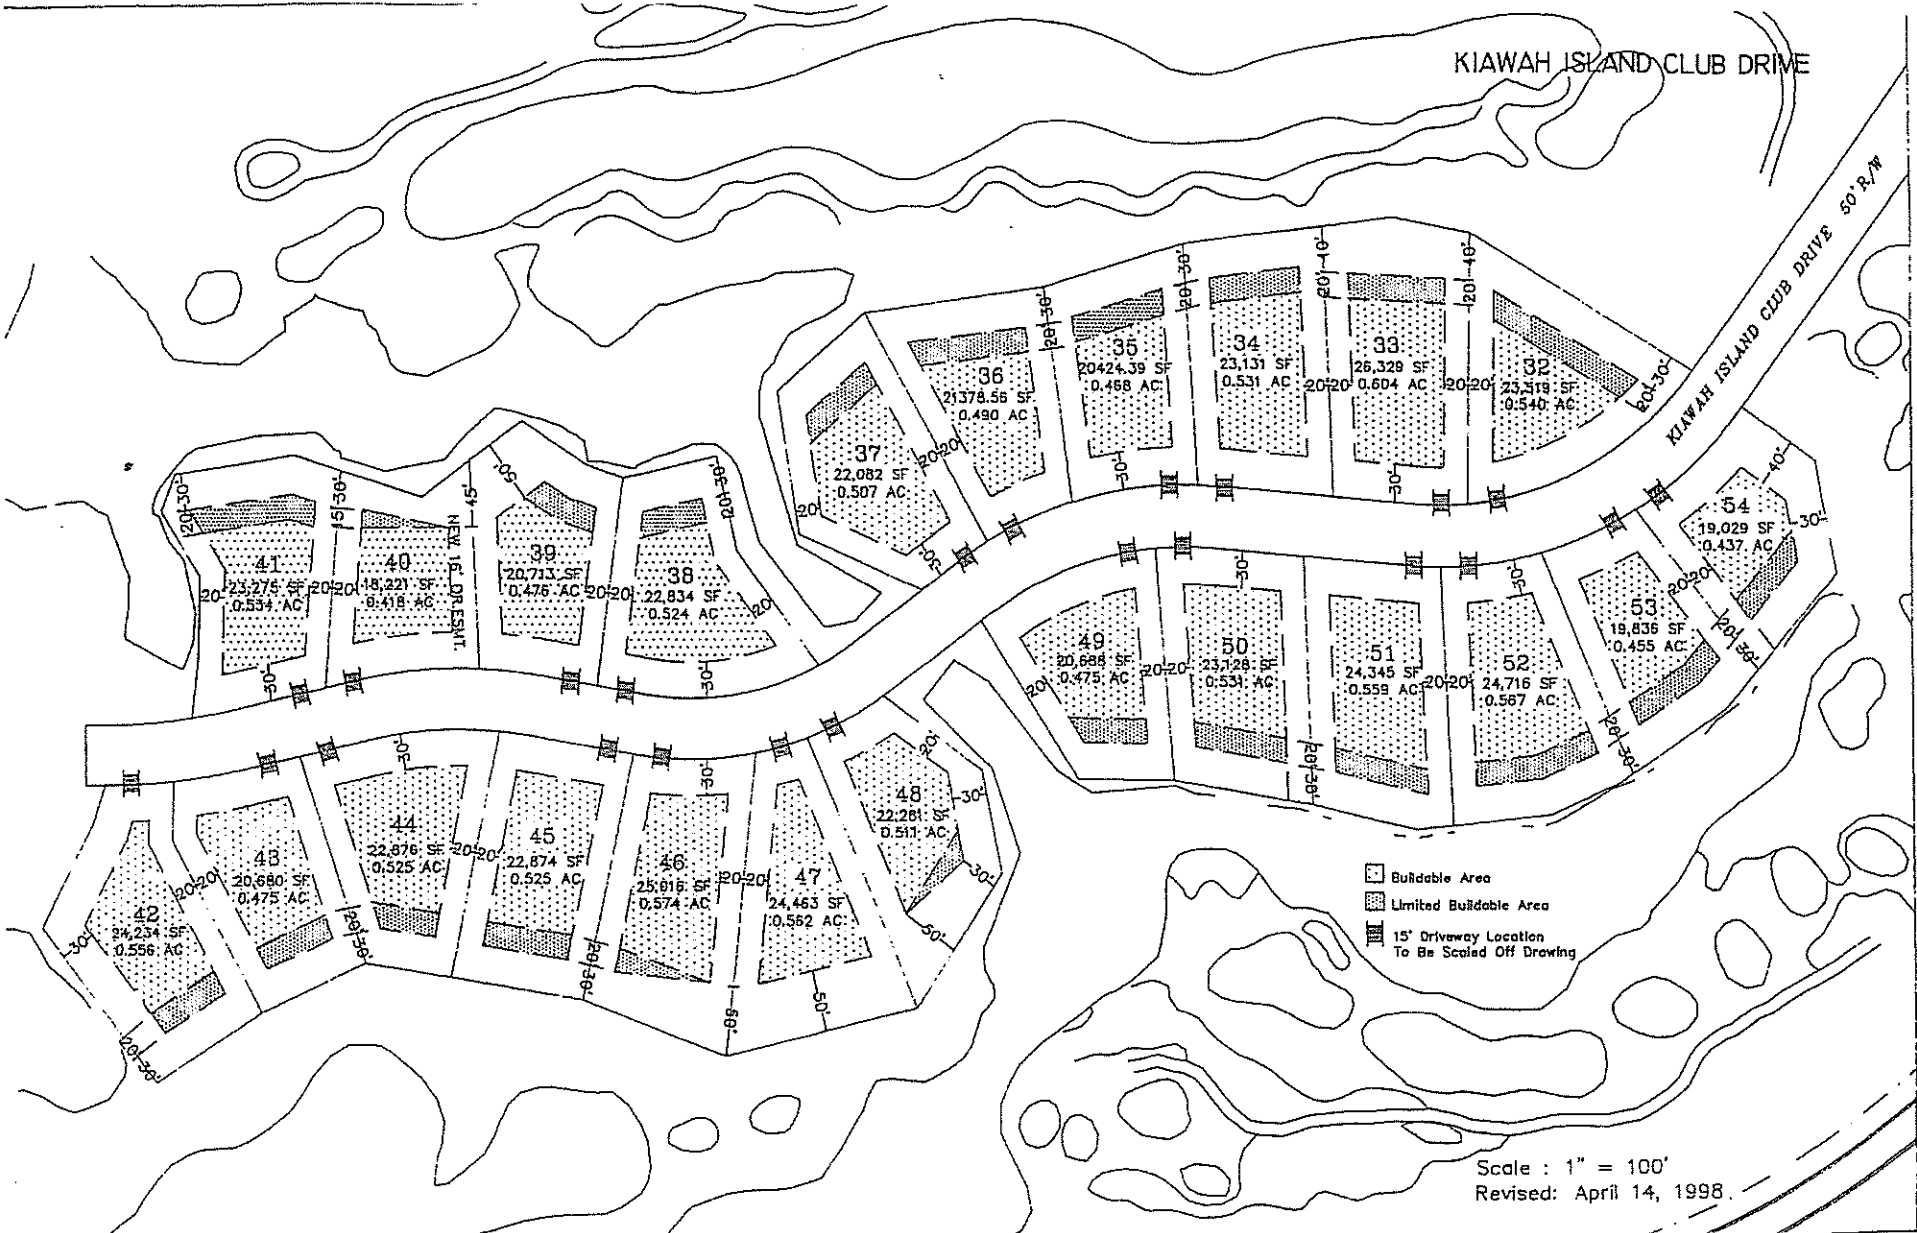 KIAWAH ISLAND CLUB DRIVE
KIAWAH ISLAND CLUB DRIVE 50' R/W
32
23,519 SF
0.540 AC
33
26,329 SF
0.604 AC
34
23,131 SF
0.531 AC
35
20424.39 SF
0.468 AC
36
21378.56 SF
0.490 AC
37
22,082 SF
0.507 AC
38
22,834 SF
0.524 AC
39
20,713 SF
0.476 AC
NEW 16' DI ESMT.
40
18,221 SF
0.418 AC
41
23,275 SF
0.534 AC
42
24,234 SF
0.556 AC
43
20,680 SF
0.475 AC
44
22,876 SF
0.525 AC
45
22,874 SF
0.525 AC
46
25,016 SF
0.574 AC
47
24,463 SF
0.562 AC
48
22,261 SF
0.511 AC
49
20,688 SF
0.475 AC
50
23,128 SF
0.531 AC
51
24,345 SF
0.559 AC
52
24,716 SF
0.567 AC
53
19,836 SF
0.455 AC
54
19,029 SF
0.437 AC
Buildable Area
Limited Buildable Area
15' Driveway Location
To Be Scaled Off Drawing
Scale : 1" = 100'
Revised: April 14, 1998